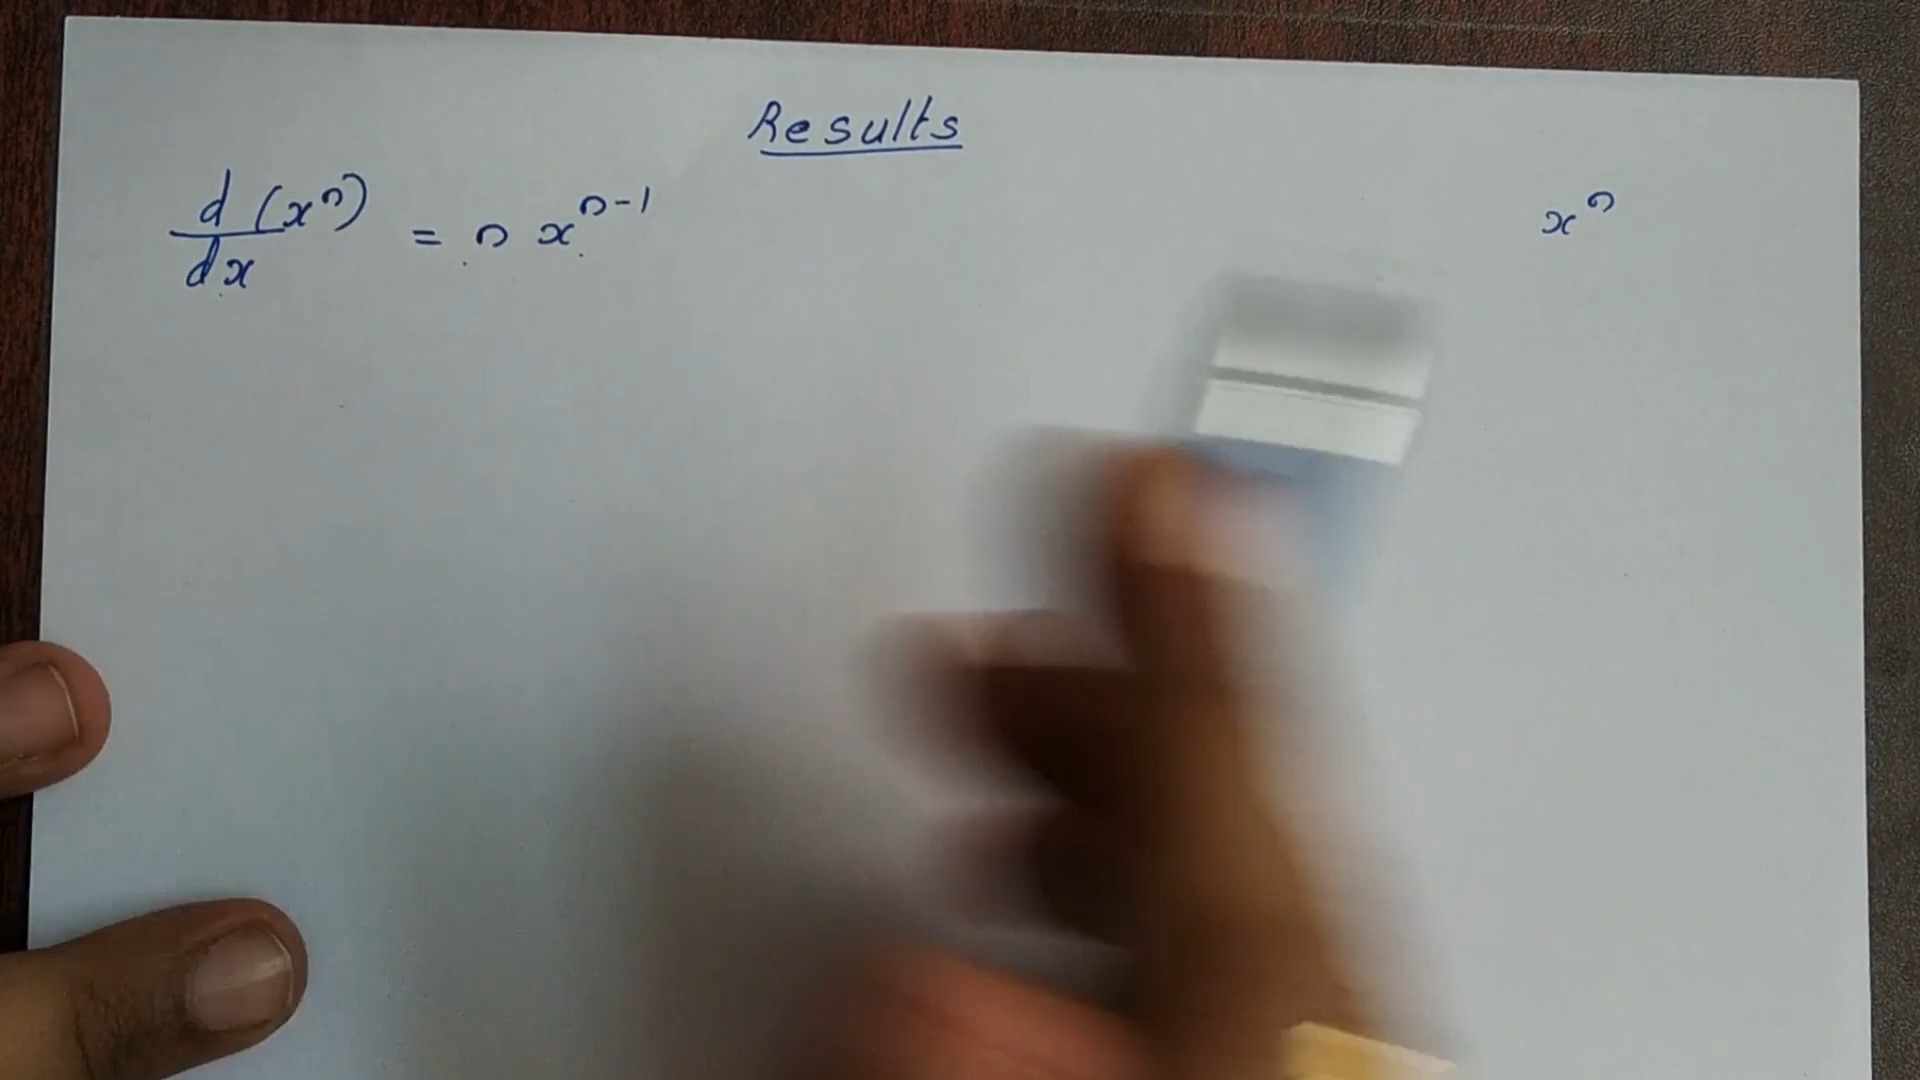 Results
d(xⁿ)/dx = n xⁿ⁻¹
xⁿ